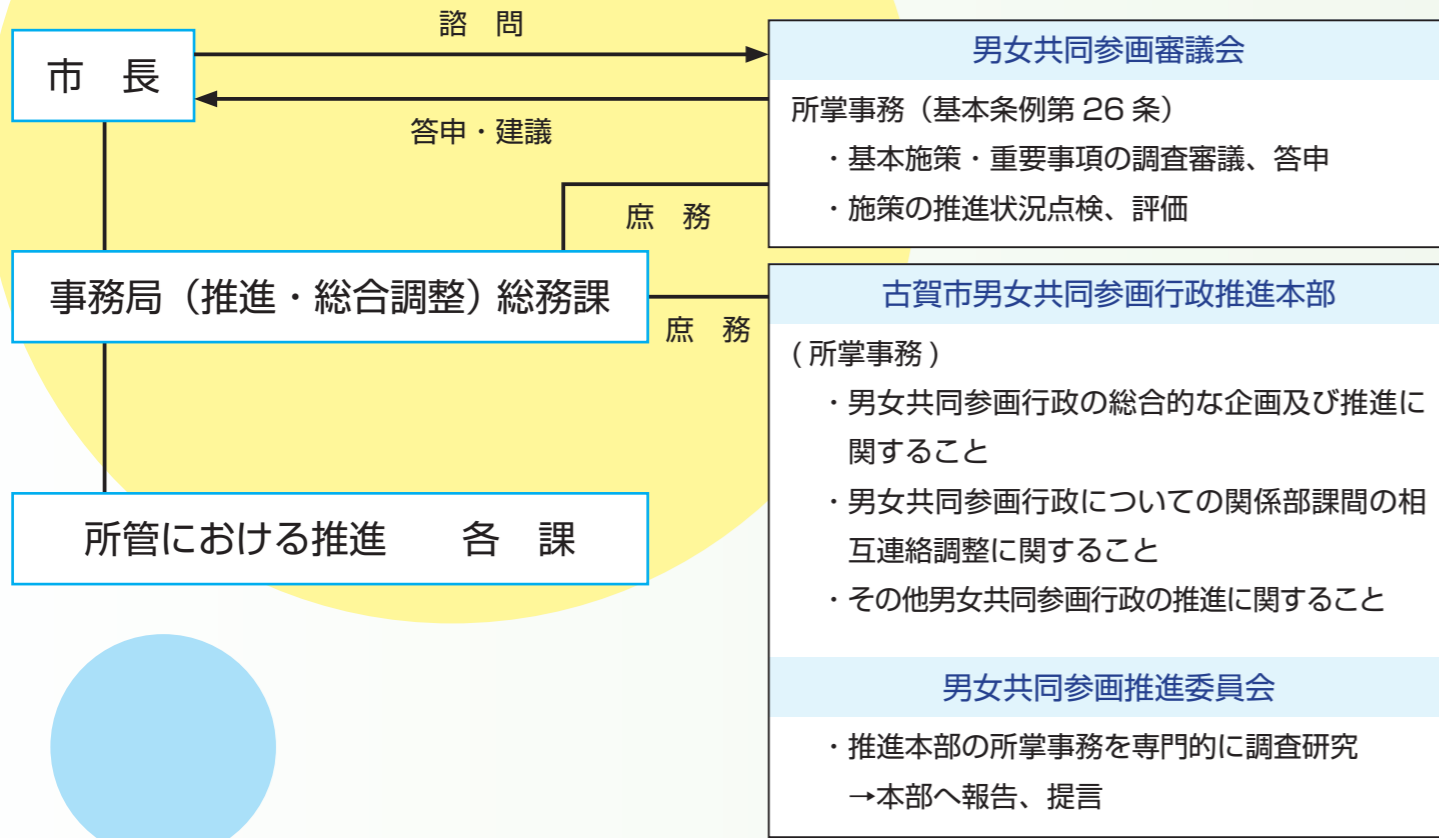 諮 問
市 長
答申・建議
庶 務
事務局(推進・総合調整)総務課
庶 務
所管における推進 各 課
男女共同参画審議会
所掌事務(基本条例第 26 条)
・基本施策・重要事項の調査審議、答申
・施策の推進状況点検、評価
古賀市男女共同参画行政推進本部
( 所掌事務 )
・男女共同参画行政の総合的な企画及び推進に
関すること
・男女共同参画行政についての関係部課間の相
互連絡調整に関すること
・その他男女共同参画行政の推進に関すること
男女共同参画推進委員会
・推進本部の所掌事務を専門的に調査研究
→本部へ報告、提言